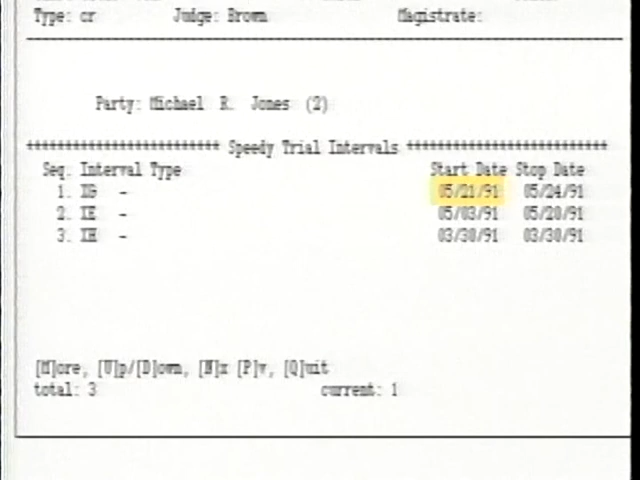 Type: cr Judge: Brown Magistrate:
Party: Michael R. Jones (2)
************************* Speedy Trial Intervals **************************
Seq. Interval Type Start Date Stop Date
1. XG - 05/21/91 05/24/91
2. XE - 05/03/91 05/20/91
3. XH - 03/30/91 03/30/91
[M]ore, [U]p/[D]own, [N]x [P]v, [Q]uit
total: 3 current: 1